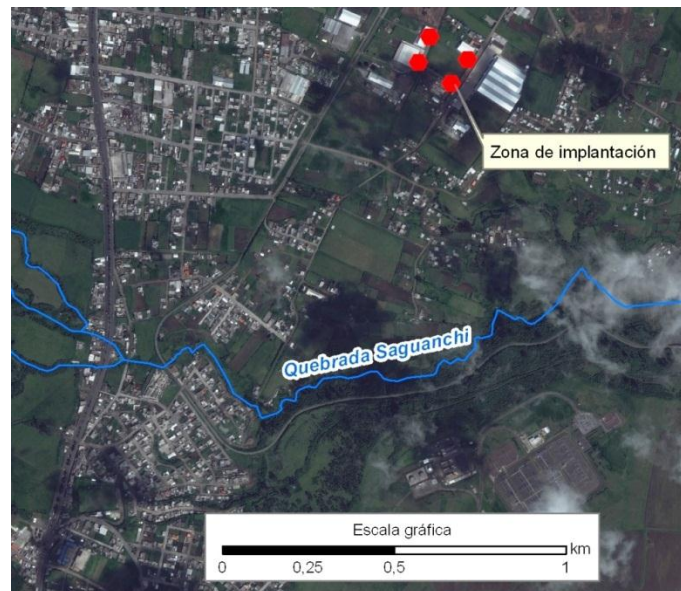 Zona de implantación
Quebrada Saguanchi
Escala gráfica
km
0 0,25 0,5 1